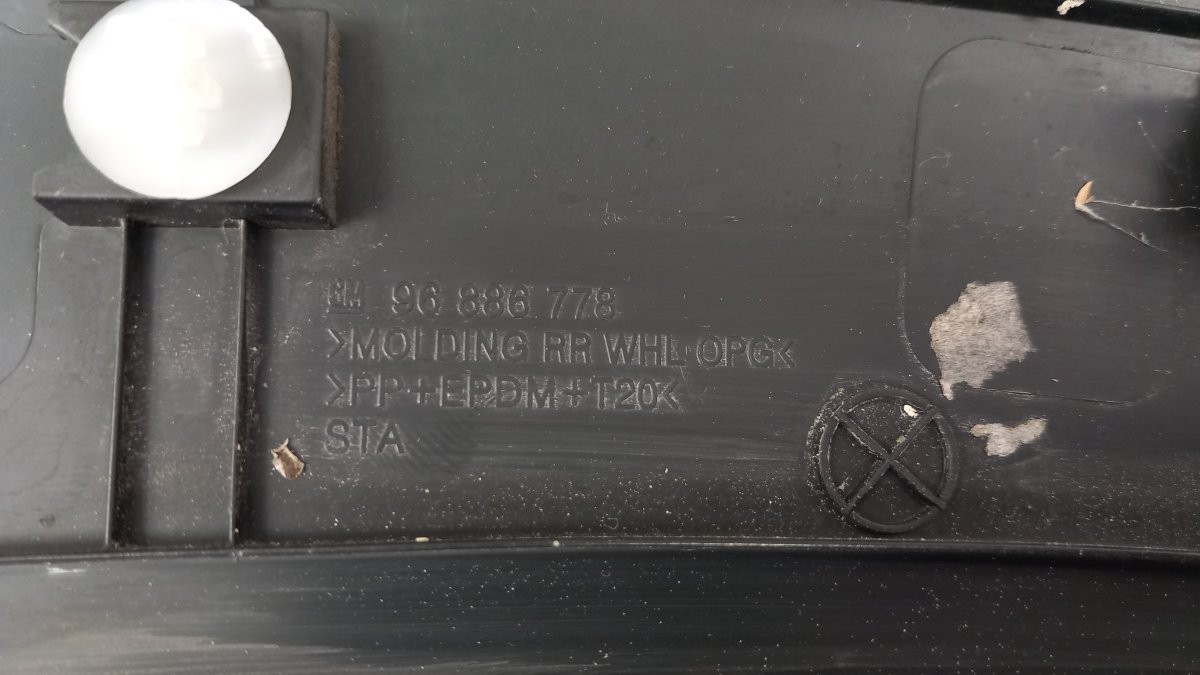 GM 96 886 778
>MOLDING RR WHL OPG<
>PP+EPDM+T20<
STA